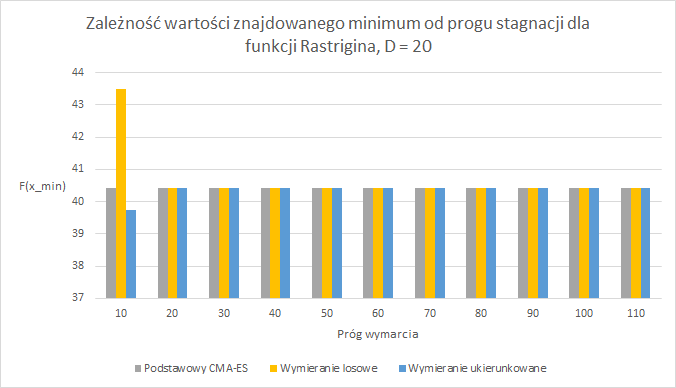 Zależność wartości znajdowanego minimum od progu stagnacji dla
funkcji Rastrigina, D = 20
44
43
42
41
40
39
38
37
F(x_min)
10 20 30 40 50 60 70 80 90 100 110
Próg wymarcia
Podstawowy CMA-ES Wymieranie losowe Wymieranie ukierunkowane